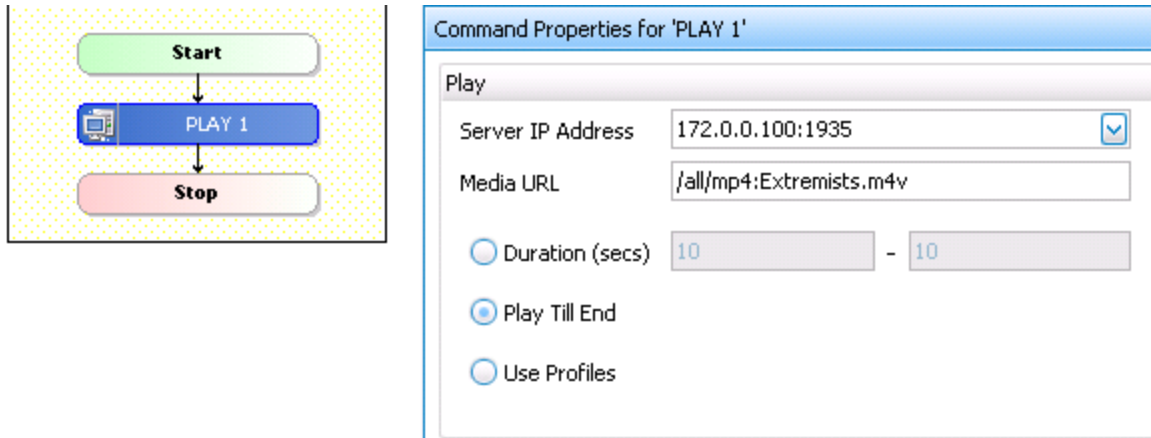 Start
PLAY 1
Stop
Command Properties for 'PLAY 1'
Play
Server IP Address 172.0.0.100:1935
Media URL /all/mp4:Extremists.m4v
Duration (secs) 10 - 10
Play Till End
Use Profiles